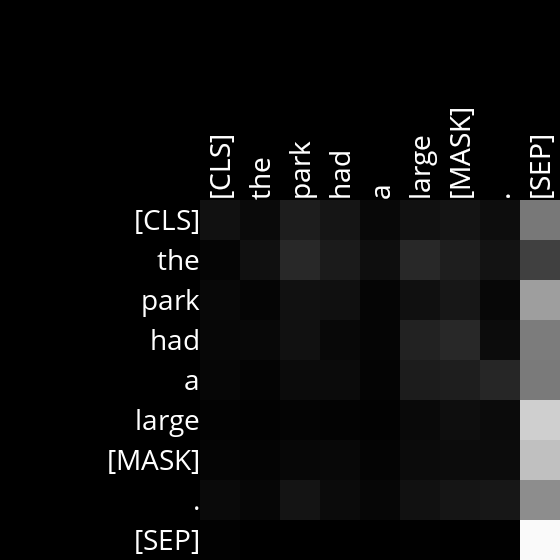 [CLS] the park had a large [MASK] . [SEP]
[CLS]
the
park
had
a
large
[MASK]
.
[SEP]